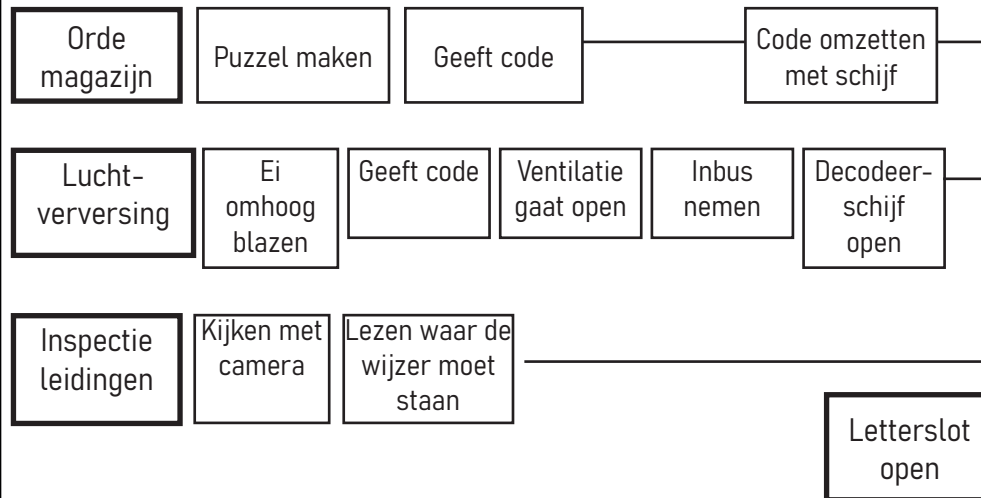 Orde
magazijn
Puzzel maken
Geeft code
Code omzetten
met schijf
Lucht-
verversing
Ei
omhoog
blazen
Geeft code
Ventilatie
gaat open
Inbus
nemen
Decodeer-
schijf
open
Inspectie
leidingen
Kijken met
camera
Lezen waar de
wijzer moet
staan
Letterslot
open